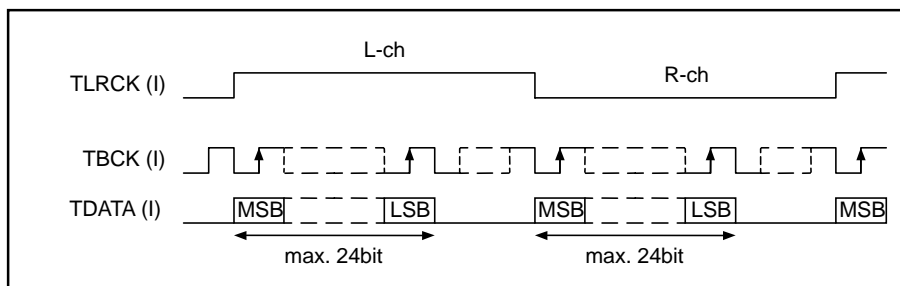 L-ch
TLRCK (I)
R-ch
TBCK (I)
TDATA (I)
MSB LSB MSB LSB MSB
max. 24bit max. 24bit